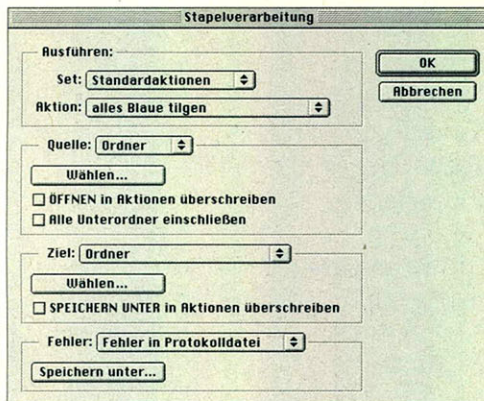 Stapelverarbeitung
Ausführen:
Set: Standardaktionen
Aktion: alles Blaue tilgen
OK
Abbrechen
Quelle: Ordner
Wählen...
ÖFFNEN in Aktionen überschreiben
Alle Unterordner einschließen
Ziel: Ordner
Wählen...
SPEICHERN UNTER in Aktionen überschreiben
Fehler: Fehler in Protokolldatei
Speichern unter...